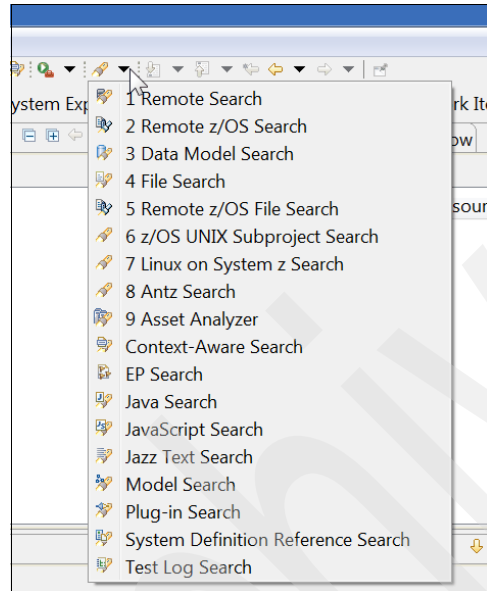 ystem Exp
rk Ite
ow
sour
1 Remote Search
2 Remote z/OS Search
3 Data Model Search
4 File Search
5 Remote z/OS File Search
6 z/OS UNIX Subproject Search
7 Linux on System z Search
8 Antz Search
9 Asset Analyzer
Context-Aware Search
EP Search
Java Search
JavaScript Search
Jazz Text Search
Model Search
Plug-in Search
System Definition Reference Search
Test Log Search